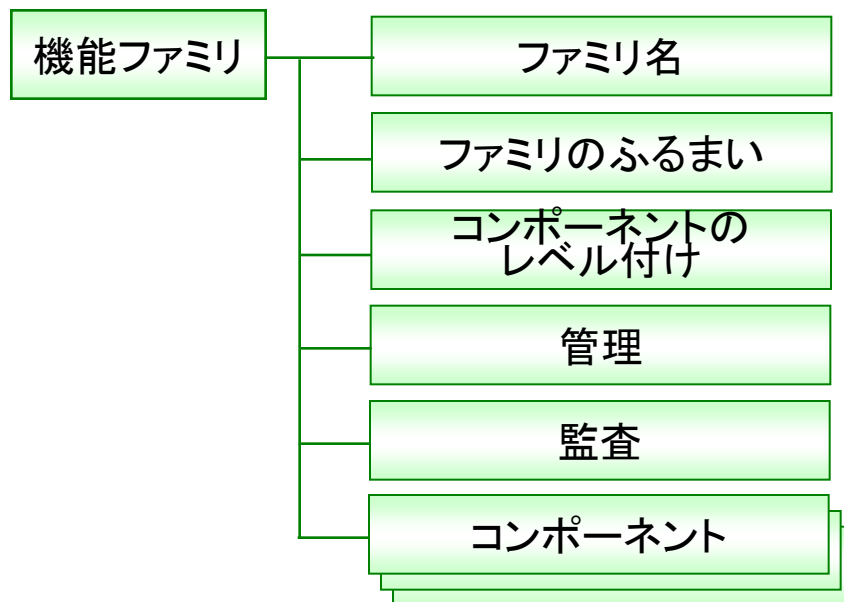 機能ファミリ
ファミリ名
ファミリのふるまい
コンポーネントの
レベル付け
管理
監査
コンポーネント